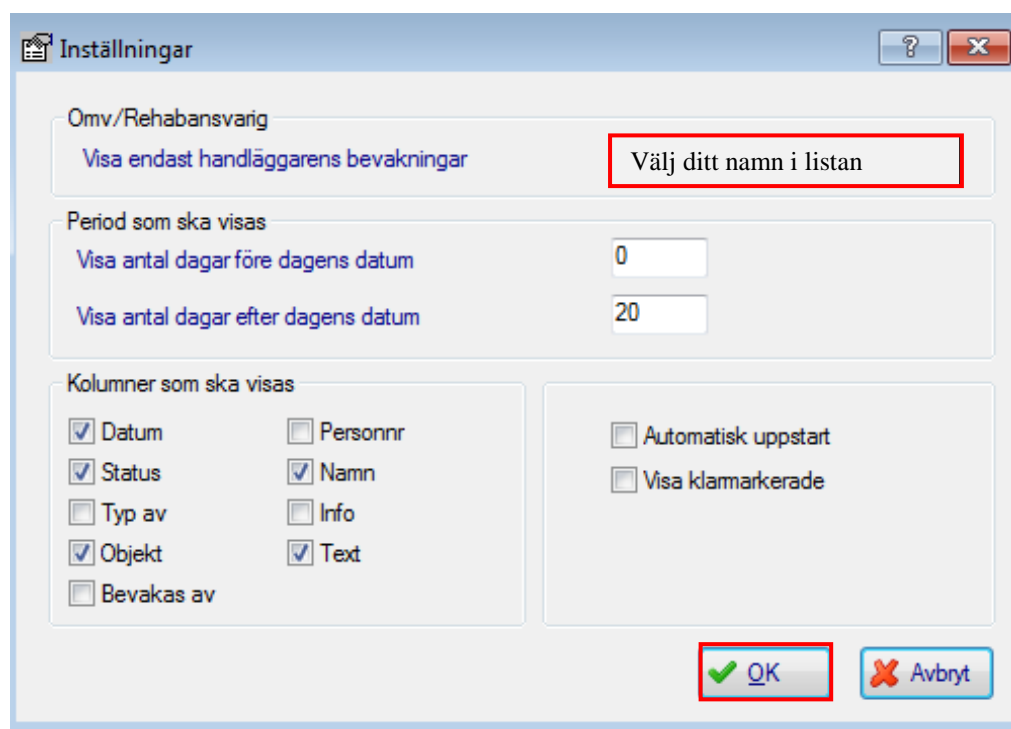 Inställningar
?
Omv/Rehabansvarig
Visa endast handläggarens bevakningar
Välj ditt namn i listan
Period som ska visas
Visa antal dagar före dagens datum
0
Visa antal dagar efter dagens datum
20
Kolumner som ska visas
Datum
Personnr
Status
Namn
Typ av
Info
Objekt
Text
Bevakas av
Automatisk uppstart
Visa klarmarkerade
OK
Avbryt